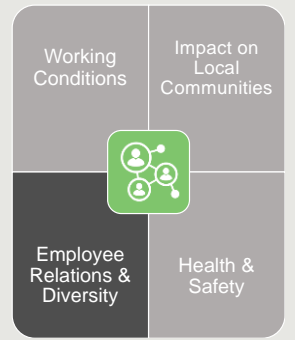 Working
Conditions
Impact on
Local
Communities
Employee
Relations &
Diversity
Health &
Safety